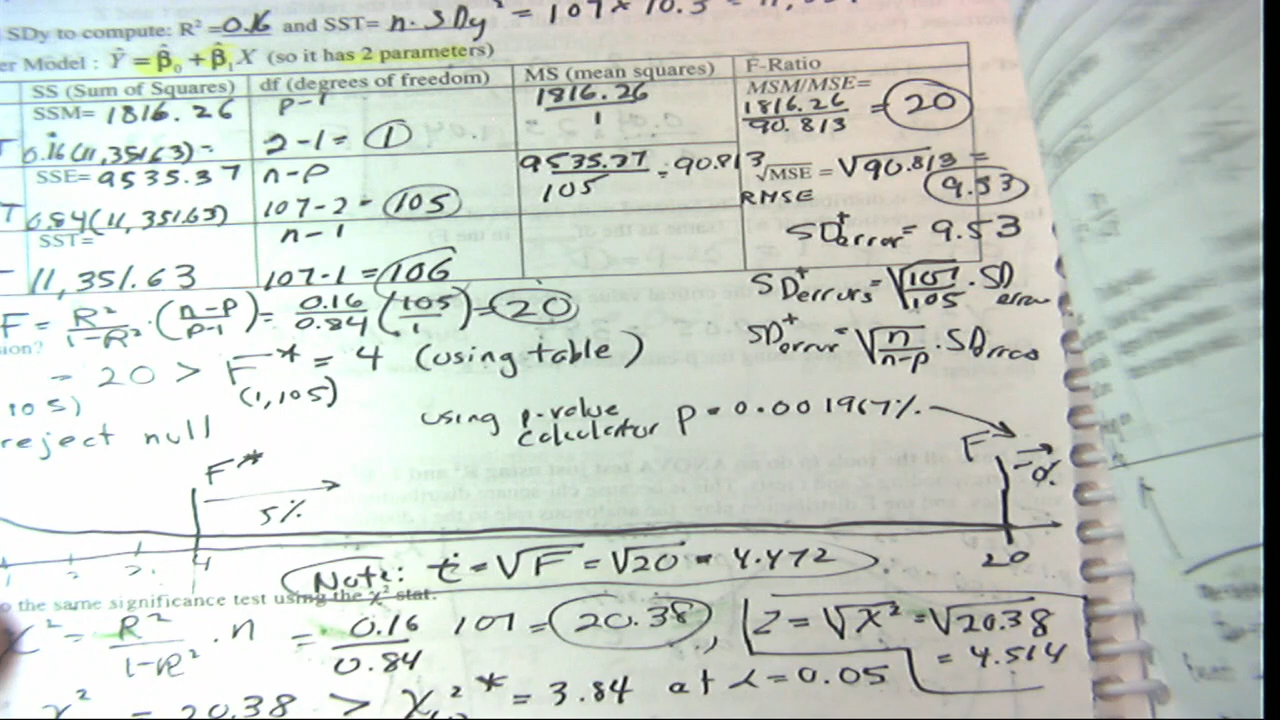 SDy to compute: R² = 0.16 and SST= n · SDy² = 107 * 10.3
er Model : Ŷ = β̂₀ + β̂₁X (so it has 2 parameters)
SS (Sum of Squares) df (degrees of freedom) MS (mean squares) F-Ratio
SSM= 1816.26 p-1 1816.26/1 MSM/MSE=
1816.26/90.813 = 20
0.16(11,351.63) = 2-1= 1
SSE= 9535.37 n-p 9535.37/105 = 90.813 √MSE = √90.813 =
RMSE 9.53
0.84(11,351.63) 107-2 = 105
SST= n-1 SD⁺error = 9.53
11,351.63 107-1 = 106 SD⁺errors = √107/105 · SD error
F = R²/1-R² · (n-p/p-1) = 0.16/0.84 (105/1) = 20
sion? SD⁺error = √n/n-p · SD
= 20 > F* = 4 (using table)
105) (1,105)
reject null using p-value calculator p = 0.001967%
F* F
5% ~0%
4 20
Note: t = √F = √20 = 4.472
o the same significance test using the χ² stat.
χ² = R²/1-R² · n = 0.16/0.84 107 = 20.38, Z = √X² = √20.38
= 4.514
χ² = 20.38 > χ²* = 3.84 at α = 0.05